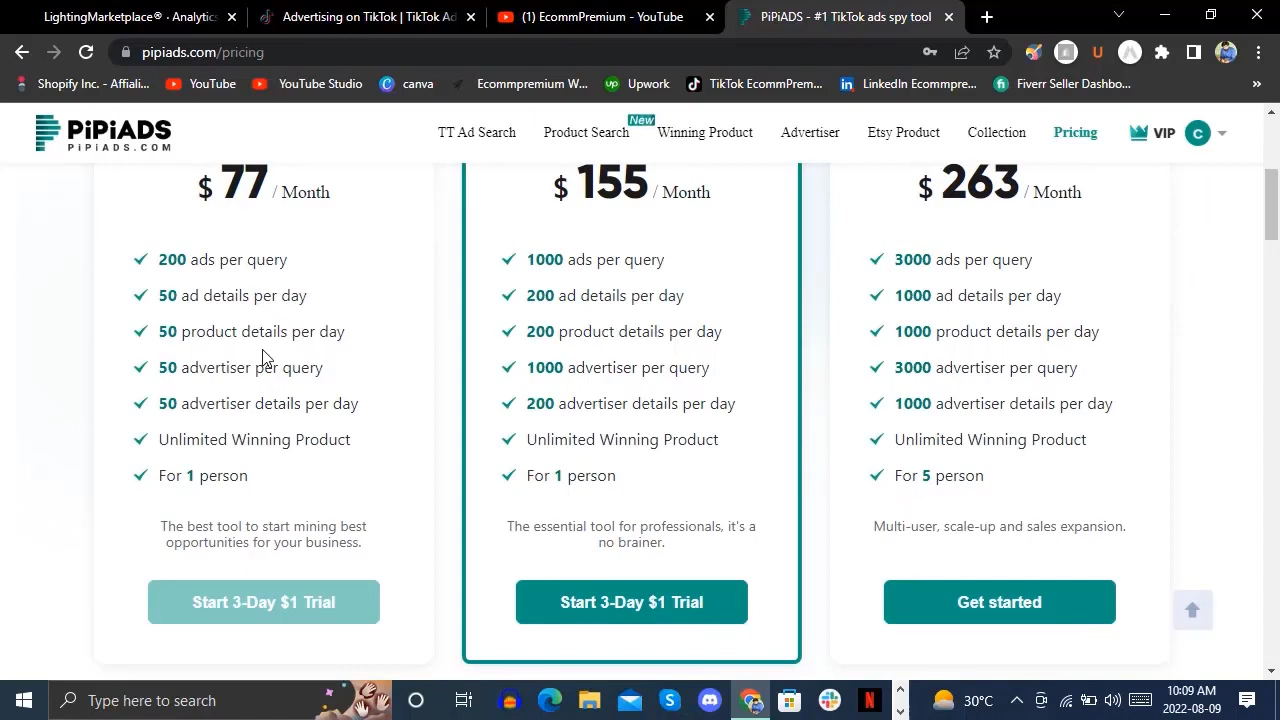 LightingMarketplace® · Analytics
Advertising on TikTok | TikTok Ad
(1) EcommPremium - YouTube
PiPiADS - #1 TikTok ads spy tool
pipiads.com/pricing
Shopify Inc. - Affiliali...
YouTube
YouTube Studio
canva
Ecommpremium W...
Upwork
TikTok EcommPrem...
LinkedIn Ecommpre...
Fiverr Seller Dashbo...
PiPiADS
PiPiADS.COM
TT Ad Search
Product Search
New
Winning Product
Advertiser
Etsy Product
Collection
Pricing
VIP
C
$ 77 / Month
200 ads per query
50 ad details per day
50 product details per day
50 advertiser per query
50 advertiser details per day
Unlimited Winning Product
For 1 person
The best tool to start mining best
opportunities for your business.
Start 3-Day $1 Trial
$ 155 / Month
1000 ads per query
200 ad details per day
200 product details per day
1000 advertiser per query
200 advertiser details per day
Unlimited Winning Product
For 1 person
The essential tool for professionals, it's a
no brainer.
Start 3-Day $1 Trial
$ 263 / Month
3000 ads per query
1000 ad details per day
1000 product details per day
3000 advertiser per query
1000 advertiser details per day
Unlimited Winning Product
For 5 person
Multi-user, scale-up and sales expansion.
Get started
Type here to search
30°C
10:09 AM
2022-08-09